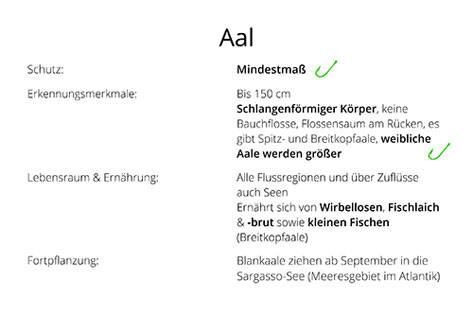 Aal
Schutz: Mindestmaß
Erkennungsmerkmale: Bis 150 cm
Schlangenförmiger Körper, keine
Bauchflosse, Flossensaum am Rücken, es
gibt Spitz- und Breitkopfaale, weibliche
Aale werden größer
Lebensraum & Ernährung: Alle Flussregionen und über Zuflüsse
auch Seen
Ernährt sich von Wirbellosen, Fischlaich
& -brut sowie kleinen Fischen
(Breitkopfaale)
Fortpflanzung: Blankaale ziehen ab September in die
Sargasso-See (Meeresgebiet im Atlantik)